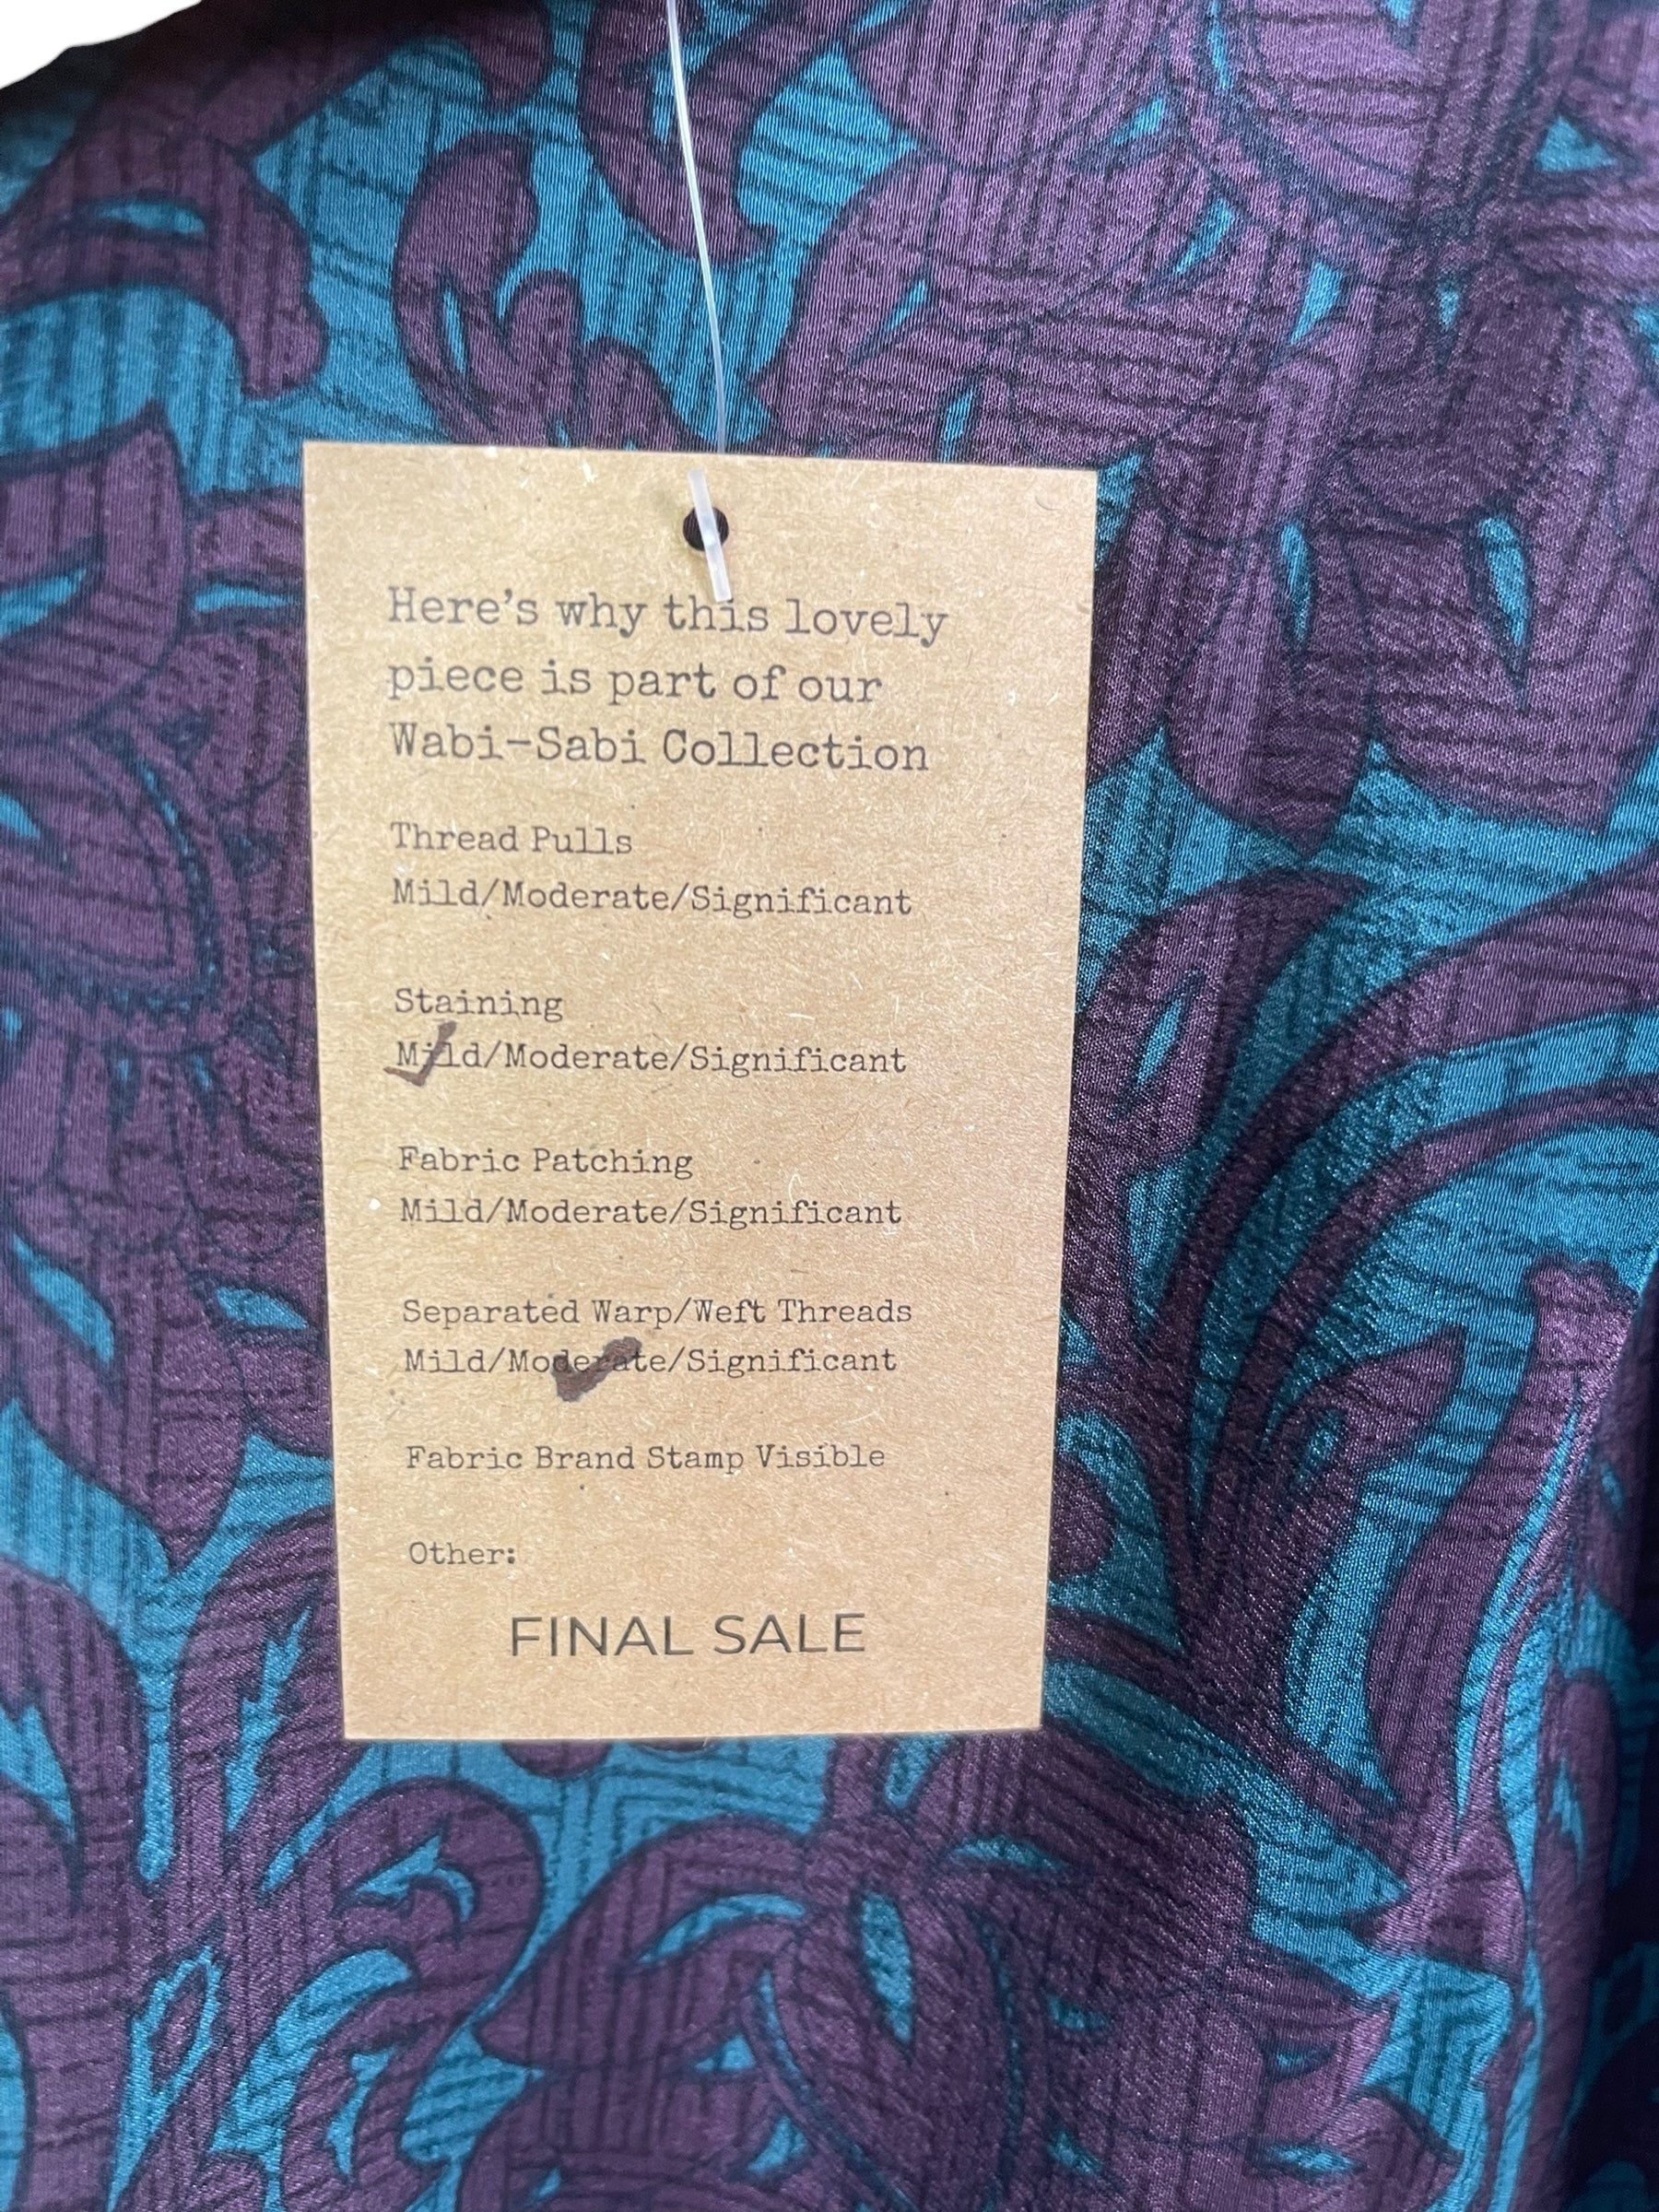 Here's why this lovely
piece is part of our
Wabi-Sabi Collection
Thread Pulls
Mild/Moderate/Significant
Staining
Mild/Moderate/Significant
Fabric Patching
Mild/Moderate/Significant
Separated Warp/Weft Threads
Mild/Moderate/Significant
Fabric Brand Stamp Visible
Other:
FINAL SALE